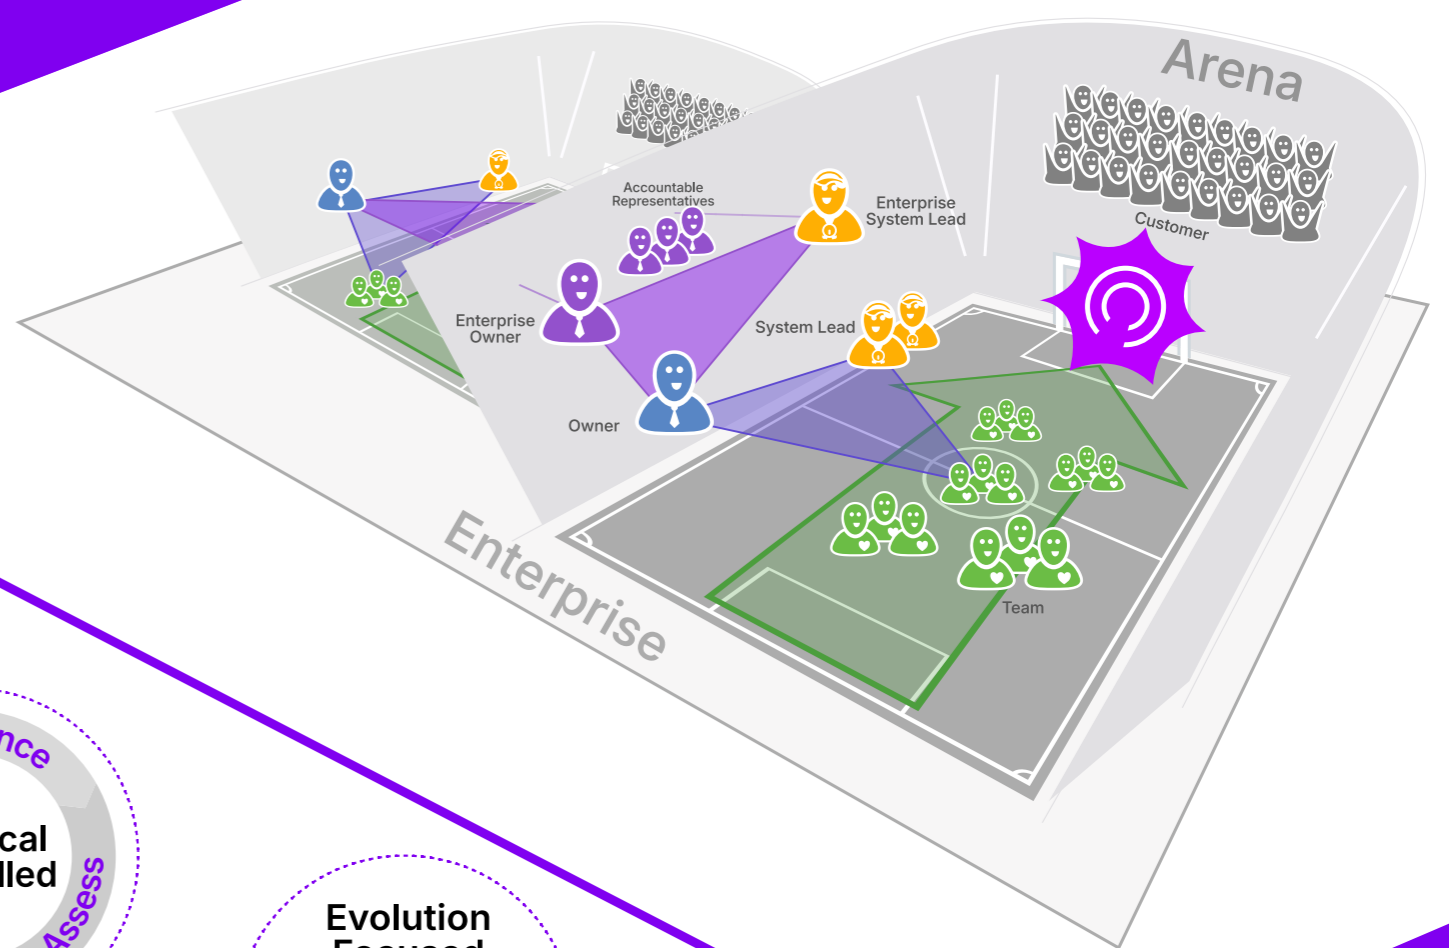 Arena
Accountable
Representatives
Enterprise
System Lead
Customer
Enterprise
Owner
System Lead
Owner
Enterprise
Team
nce
cal
lled
Assess
Evolution
Focused